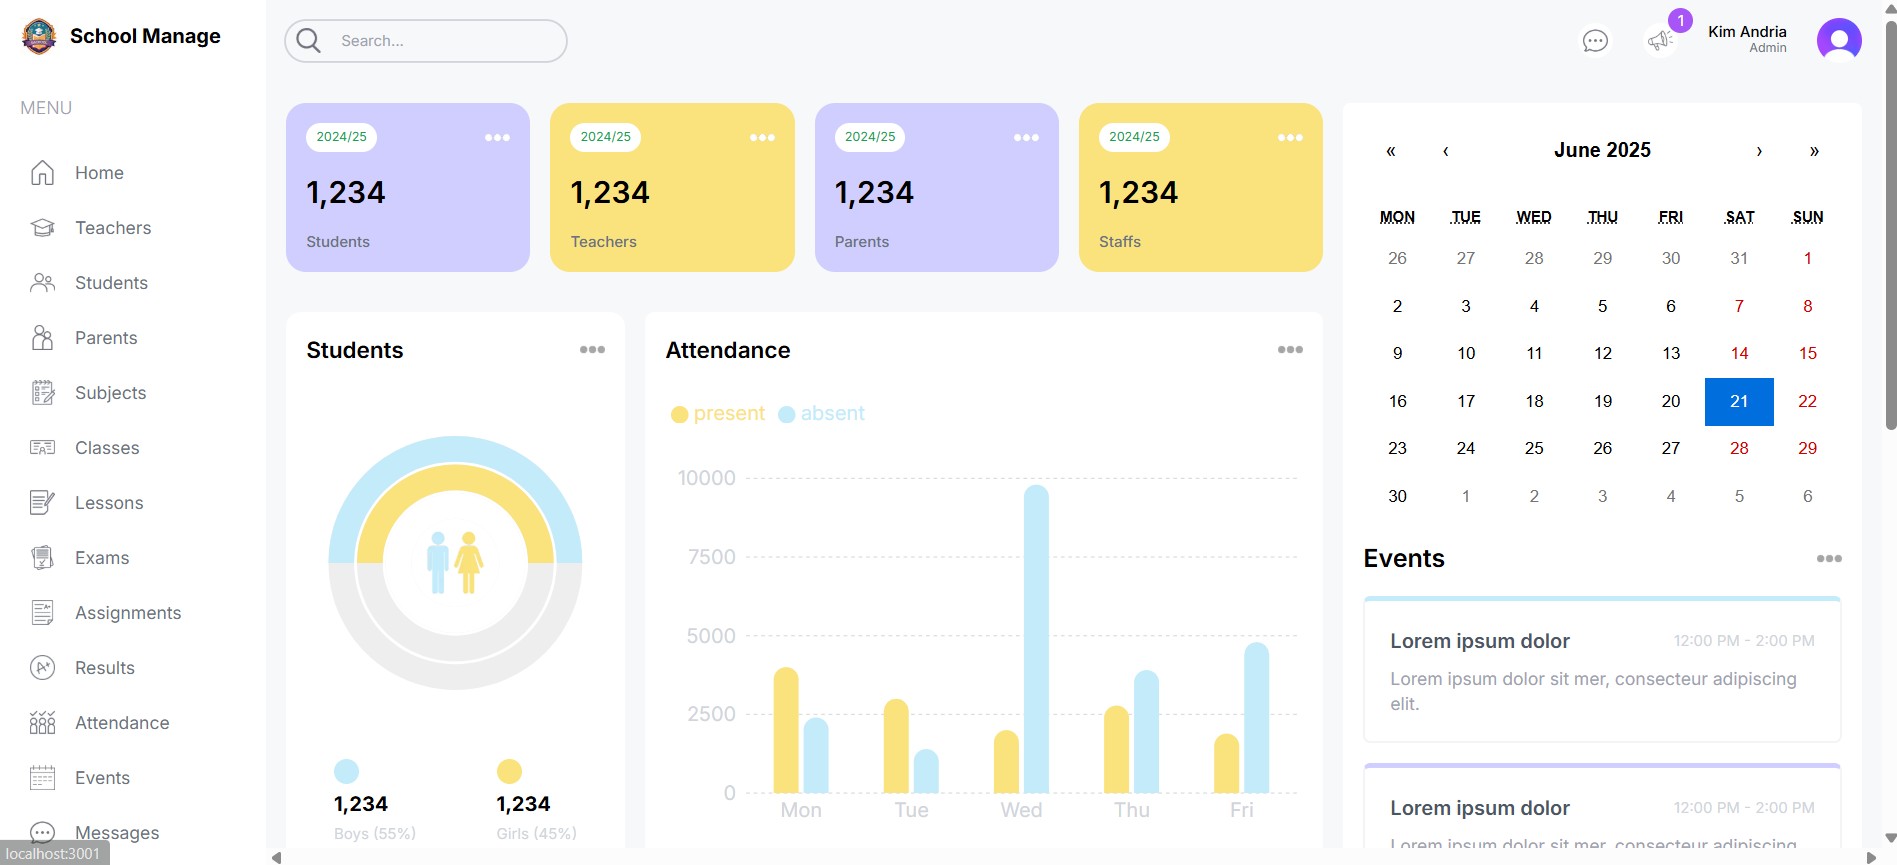 School Manage
MENU
Home
Teachers
Students
Parents
Subjects
Classes
Lessons
Exams
Assignments
Results
Attendance
Events
Messages
localhost:3001
Search...
1
Kim Andria
Admin
2024/25
1,234
Students
2024/25
1,234
Teachers
2024/25
1,234
Parents
2024/25
1,234
Staffs
Students
1,234
Boys (55%)
1,234
Girls (45%)
Attendance
present absent
10000
7500
5000
2500
0
Mon Tue Wed Thu Fri
« ‹ June 2025 › »
MON TUE WED THU FRI SAT SUN
26 27 28 29 30 31 1
2 3 4 5 6 7 8
9 10 11 12 13 14 15
16 17 18 19 20 21 22
23 24 25 26 27 28 29
30 1 2 3 4 5 6
Events
Lorem ipsum dolor 12:00 PM - 2:00 PM
Lorem ipsum dolor sit mer, consecteur adipiscing
elit.
Lorem ipsum dolor 12:00 PM - 2:00 PM
Lorem ipsum dolor sit mer, consecteur adipiscing